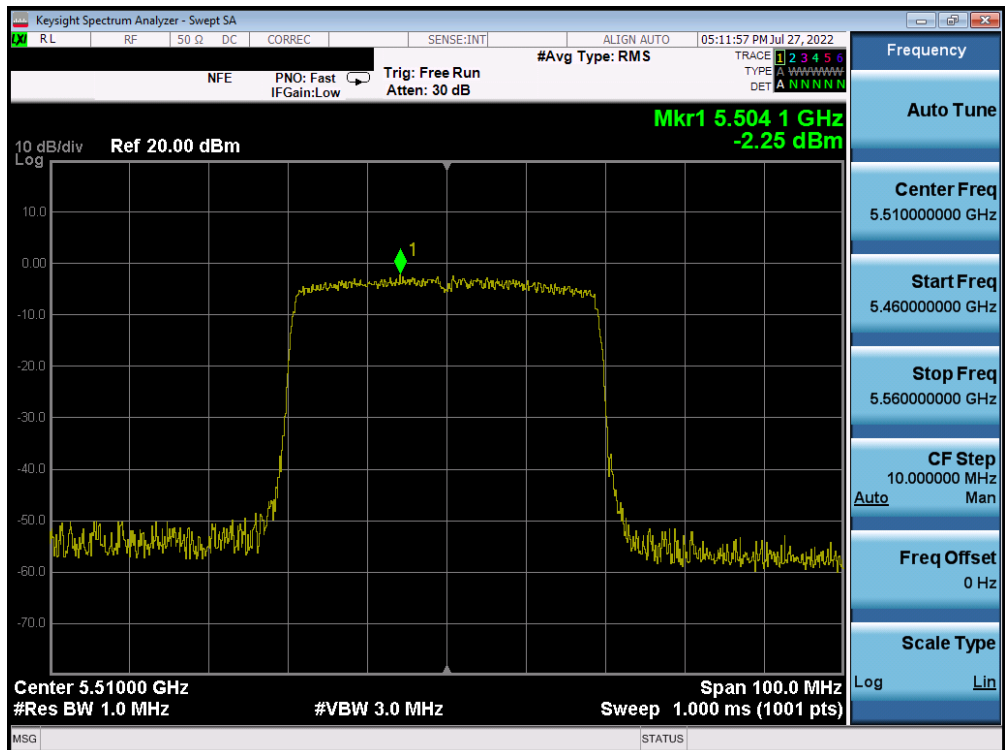 Keysight Spectrum Analyzer - Swept SA
LXI RL RF 50 Ω DC CORREC SENSE:INT ALIGN AUTO 05:11:57 PM Jul 27, 2022
#Avg Type: RMS
TRACE 1 2 3 4 5 6
TYPE A WWWWW
DET A N N N N N
NFE
PNO: Fast
IFGain:Low
Trig: Free Run
Atten: 30 dB
Mkr1 5.504 1 GHz
-2.25 dBm
10 dB/div Ref 20.00 dBm
Log
1
10.0
0.00
-10.0
-20.0
-30.0
-40.0
-50.0
-60.0
-70.0
Center 5.51000 GHz
Span 100.0 MHz
#Res BW 1.0 MHz
#VBW 3.0 MHz
Sweep 1.000 ms (1001 pts)
MSG
STATUS
Frequency
Auto Tune
Center Freq
5.510000000 GHz
Start Freq
5.460000000 GHz
Stop Freq
5.560000000 GHz
CF Step
10.000000 MHz
Auto Man
Freq Offset
0 Hz
Scale Type
Log Lin